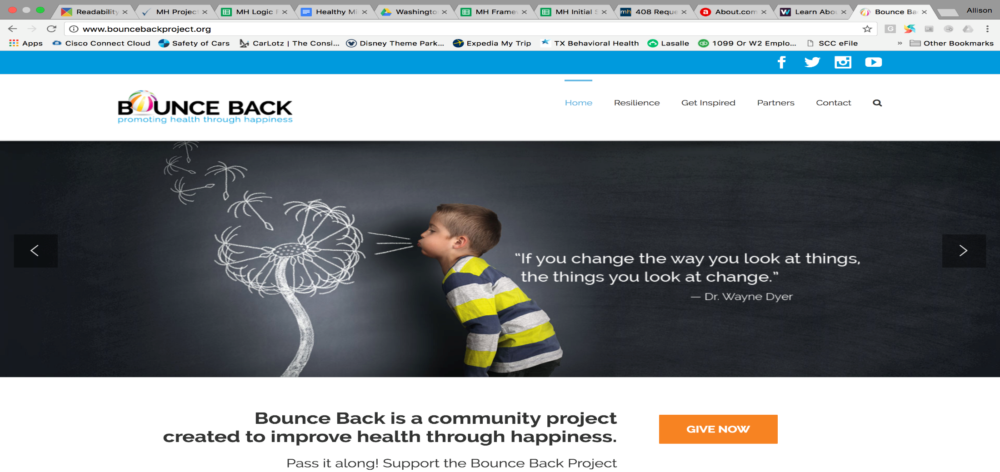 Readability
MH Project
MH Logic
Healthy Mi
Washingto
MH Frame
MH Initial S
mh 408 Reque
a About.com
Learn Abou
Bounce Ba
Allison
www.bouncebackproject.org
G
Apps
Cisco Connect Cloud
Safety of Cars
CarLotz | The Consi...
Disney Theme Park...
Expedia My Trip
TX Behavioral Health
Lasalle
qb 1099 Or W2 Emplo...
SCC eFile
»
Other Bookmarks
BOUNCE BACK
promoting health through happiness
Home
Resilience
Get Inspired
Partners
Contact
“If you change the way you look at things,
the things you look at change.”
— Dr. Wayne Dyer
Bounce Back is a community project
created to improve health through happiness.
GIVE NOW
Pass it along! Support the Bounce Back Project